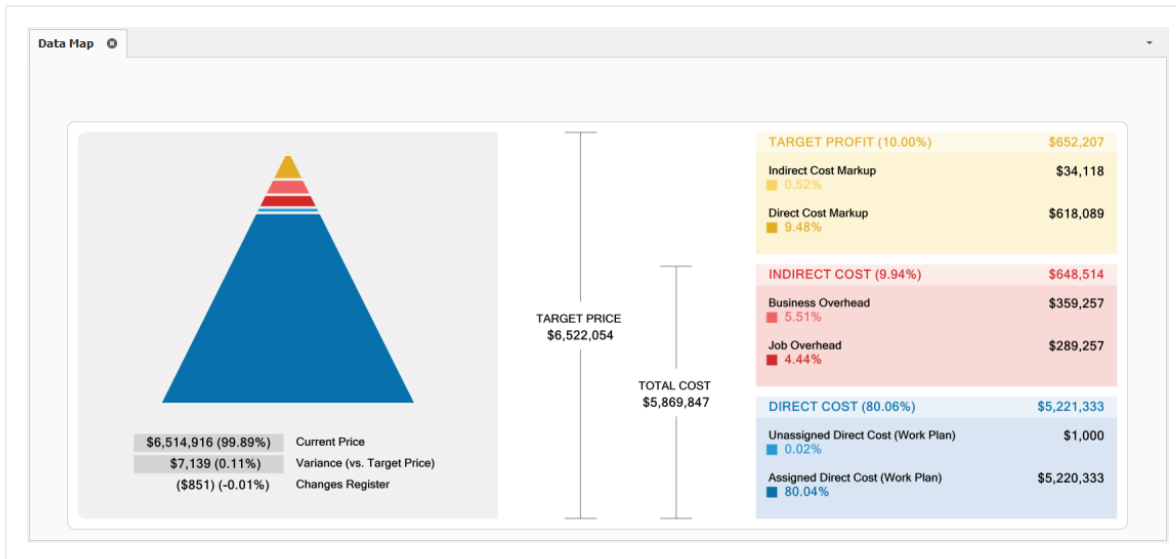 Data Map
TARGET PROFIT (10.00%) $652,207
Indirect Cost Markup $34,118
0.52%
Direct Cost Markup $618,089
9.48%
INDIRECT COST (9.94%) $648,514
Business Overhead $359,257
5.51%
Job Overhead $289,257
4.44%
TARGET PRICE
$6,522,054
TOTAL COST
$5,869,847
DIRECT COST (80.06%) $5,221,333
Unassigned Direct Cost (Work Plan) $1,000
0.02%
Assigned Direct Cost (Work Plan) $5,220,333
80.04%
$6,514,916 (99.89%) Current Price
$7,139 (0.11%) Variance (vs. Target Price)
($851) (-0.01%) Changes Register